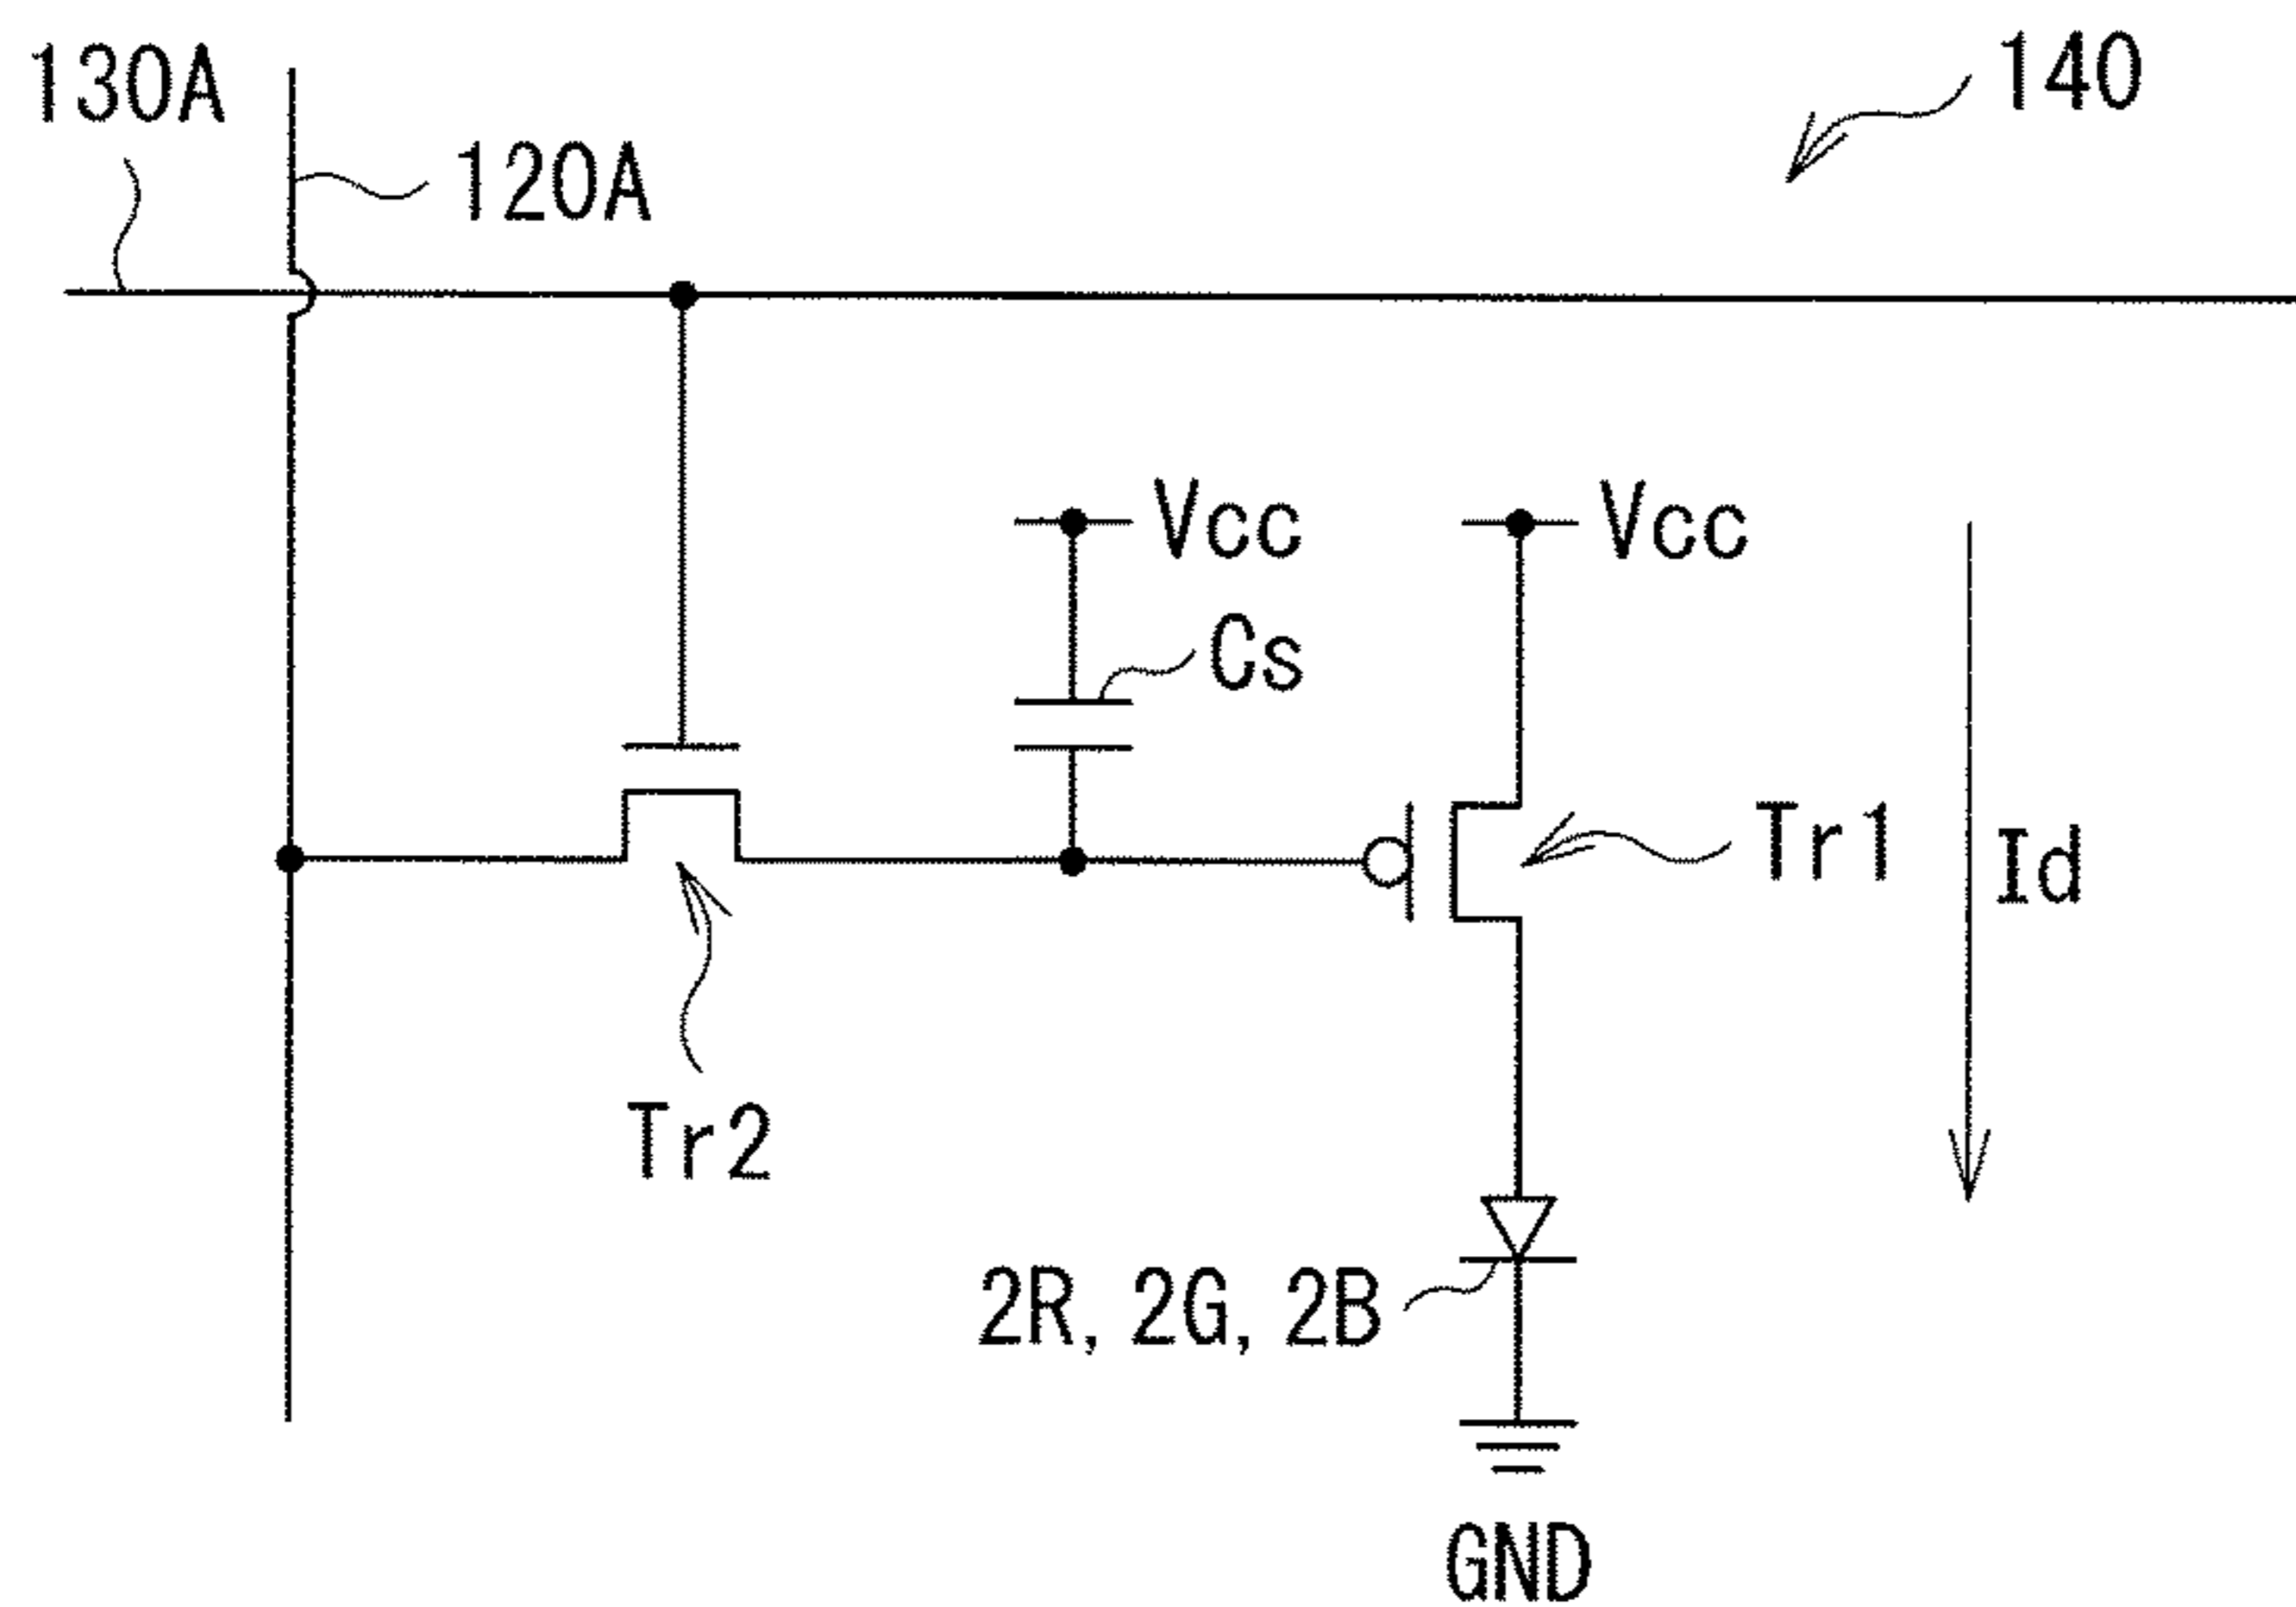 130A
140
120A
Vcc
Vcc
Cs
Tr1
Id
Tr2
2R, 2G, 2B
GND